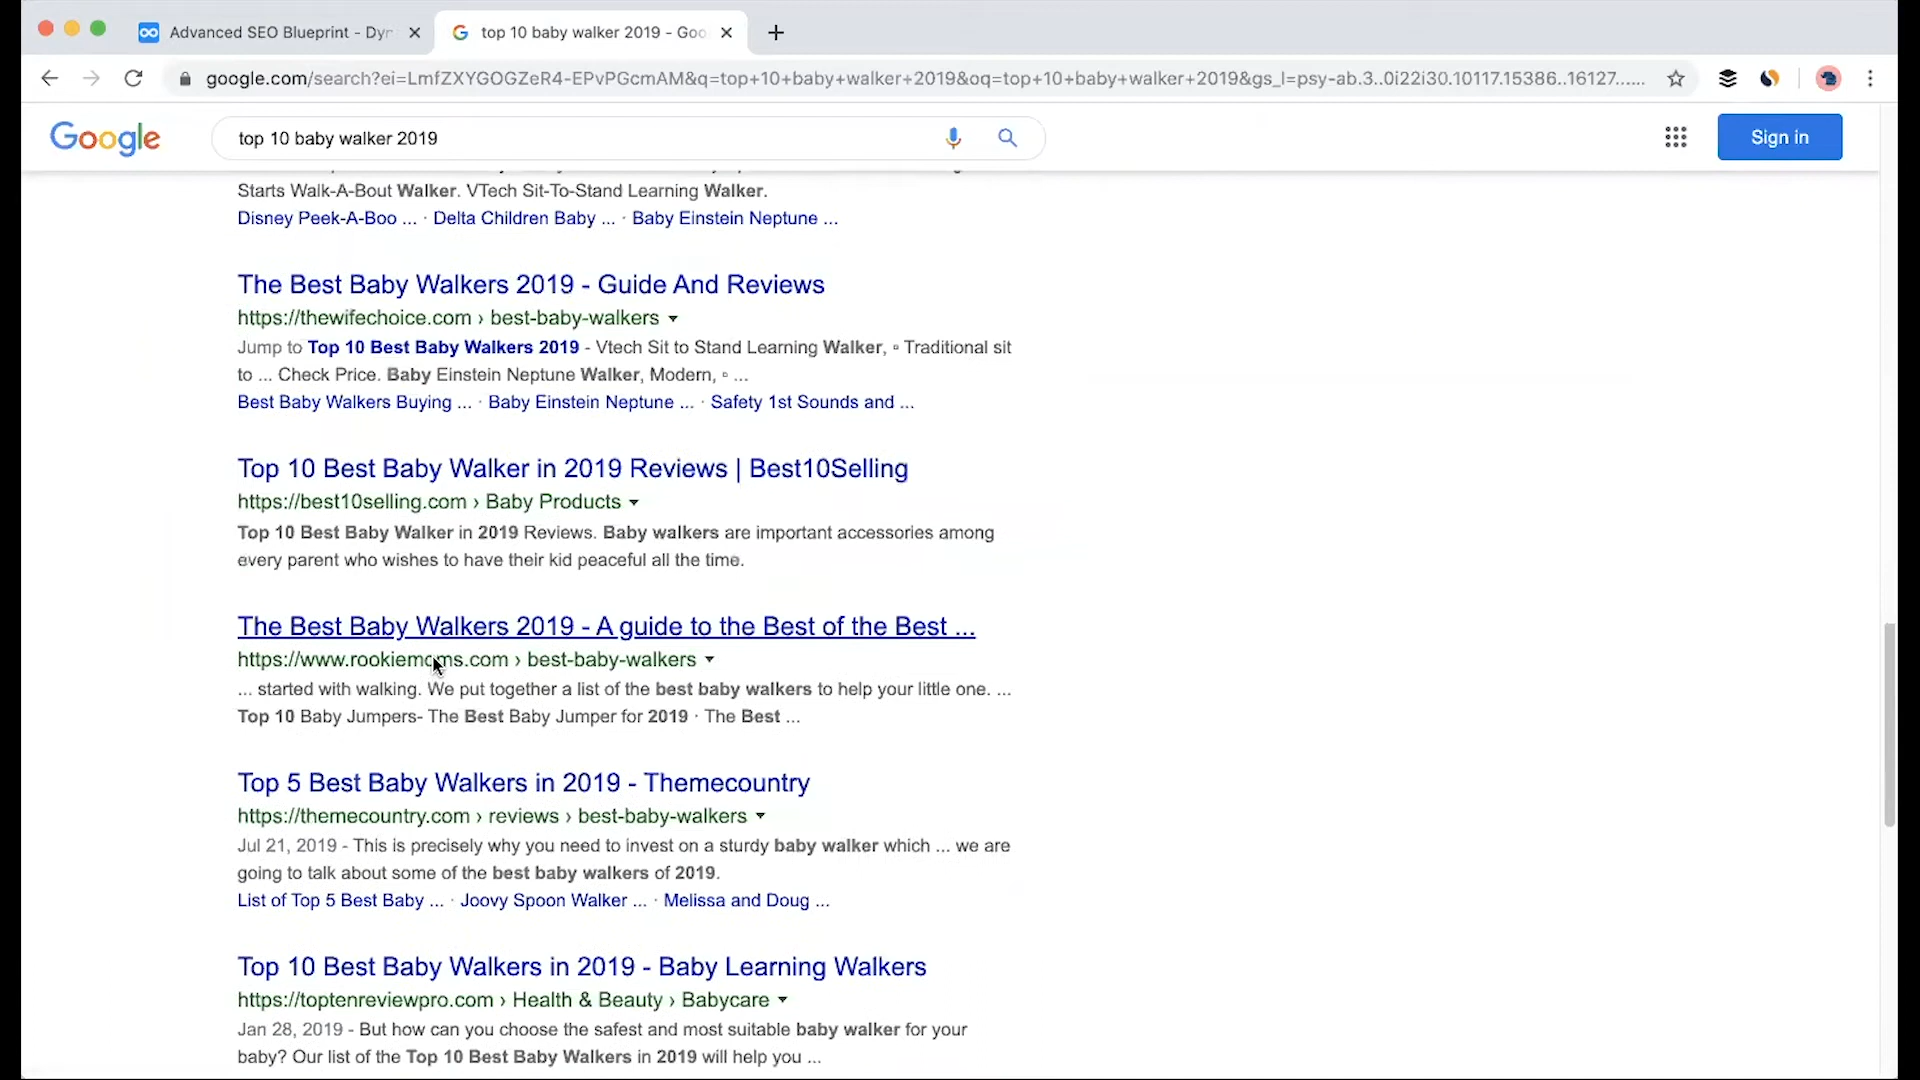 Advanced SEO Blueprint - Dyn
top 10 baby walker 2019 - Goo
google.com/search?ei=LmfZXYGOGZeR4-EPvPGcmAM&q=top+10+baby+walker+2019&oq=top+10+baby+walker+2019&gs_l=psy-ab.3..0i22i30.10117.15386..16127......
Google
top 10 baby walker 2019
Sign in
Starts Walk-A-Bout Walker. VTech Sit-To-Stand Learning Walker.
Disney Peek-A-Boo ... · Delta Children Baby ... · Baby Einstein Neptune ...
The Best Baby Walkers 2019 - Guide And Reviews
https://thewifechoice.com › best-baby-walkers
Jump to Top 10 Best Baby Walkers 2019 - Vtech Sit to Stand Learning Walker, ◦ Traditional sit
to ... Check Price. Baby Einstein Neptune Walker, Modern, ◦ ...
Best Baby Walkers Buying ... · Baby Einstein Neptune ... · Safety 1st Sounds and ...
Top 10 Best Baby Walker in 2019 Reviews | Best10Selling
https://best10selling.com › Baby Products
Top 10 Best Baby Walker in 2019 Reviews. Baby walkers are important accessories among
every parent who wishes to have their kid peaceful all the time.
The Best Baby Walkers 2019 - A guide to the Best of the Best ...
https://www.rookiemoms.com › best-baby-walkers
... started with walking. We put together a list of the best baby walkers to help your little one. ...
Top 10 Baby Jumpers- The Best Baby Jumper for 2019 · The Best ...
Top 5 Best Baby Walkers in 2019 - Themecountry
https://themecountry.com › reviews › best-baby-walkers
Jul 21, 2019 - This is precisely why you need to invest on a sturdy baby walker which ... we are
going to talk about some of the best baby walkers of 2019.
List of Top 5 Best Baby ... · Joovy Spoon Walker ... · Melissa and Doug ...
Top 10 Best Baby Walkers in 2019 - Baby Learning Walkers
https://toptenreviewpro.com › Health & Beauty › Babycare
Jan 28, 2019 - But how can you choose the safest and most suitable baby walker for your
baby? Our list of the Top 10 Best Baby Walkers in 2019 will help you ...